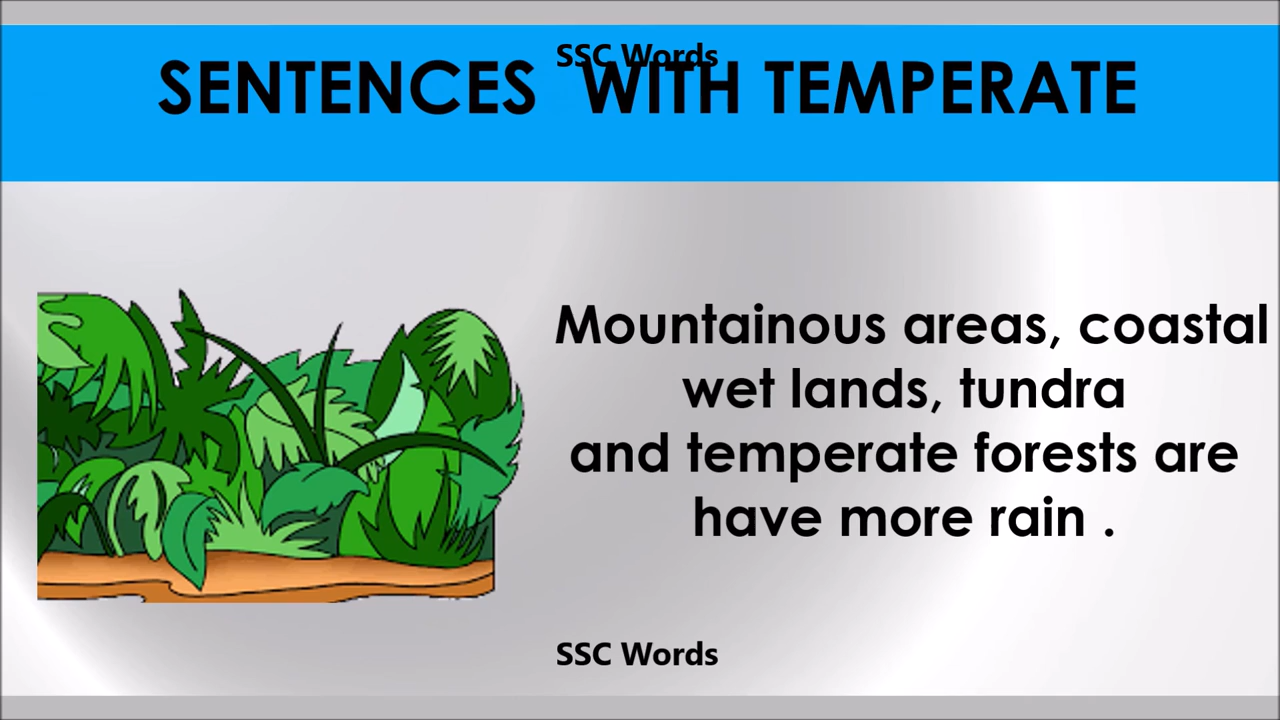 SSC Words
SENTENCES WITH TEMPERATE
Mountainous areas, coastal
wet lands, tundra
and temperate forests are
have more rain .
SSC Words